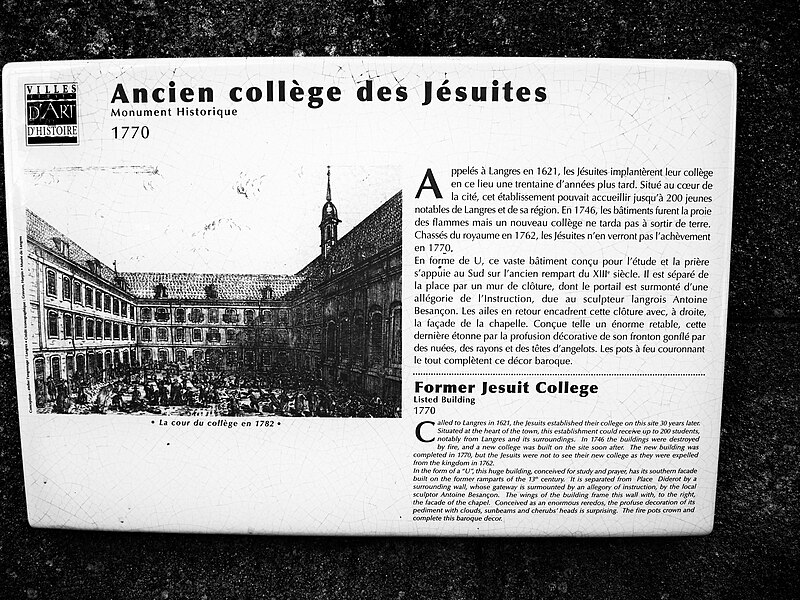 VILLES
D'ART
D'HISTOIRE
Ancien collège des Jésuites
Monument Historique
1770
Appelés à Langres en 1621, les Jésuites implantèrent leur collège
en ce lieu une trentaine d'années plus tard. Situé au cœur de
la cité, cet établissement pouvait accueillir jusqu'à 200 jeunes
notables de Langres et de sa région. En 1746, les bâtiments furent la proie
des flammes mais un nouveau collège ne tarda pas à sortir de terre.
Chassés du royaume en 1762, les Jésuites n'en verront pas l'achèvement
en 1770.
En forme de U, ce vaste bâtiment conçu pour l'étude et la prière
s'appuie au Sud sur l'ancien rempart du XIIIe siècle. Il est séparé de
la place par un mur de clôture, dont le portail est surmonté d'une
allégorie de l'Instruction, due au sculpteur langrois Antoine
Besançon. Les ailes en retour encadrent cette clôture avec, à droite,
la façade de la chapelle. Conçue telle un énorme retable, cette
dernière étonne par la profusion décorative de son fronton gonflé par
des nuées, des rayons et des têtes d'angelots. Les pots à feu couronnant
le tout complètent ce décor baroque.
• La cour du collège en 1782 •
Former Jesuit College
Listed Building
1770
Called to Langres in 1621, the Jesuits established their college on this site 30 years later.
Situated at the heart of the town, this establishment could receive up to 200 students,
notably from Langres and its surroundings. In 1746 the buildings were destroyed
by fire, and a new college was built on the site soon after. The new building was
completed in 1770, but the Jesuits were not to see their new college as they were expelled
from the kingdom in 1762.
In the form of a "U", this huge building, conceived for study and prayer, has its southern facade
built on the former ramparts of the 13th century. It is separated from Place Diderot by a
surrounding wall, whose gateway is surmounted by an allegory of instruction, by the local
sculptor Antoine Besançon. The wings of the building frame this wall with, to the right,
the facade of the chapel. Conceived as an enormous reredos, the profuse decoration of its
pediment with clouds, sunbeams and cherubs' heads is surprising. The fire pots crown and
complete this baroque decor.